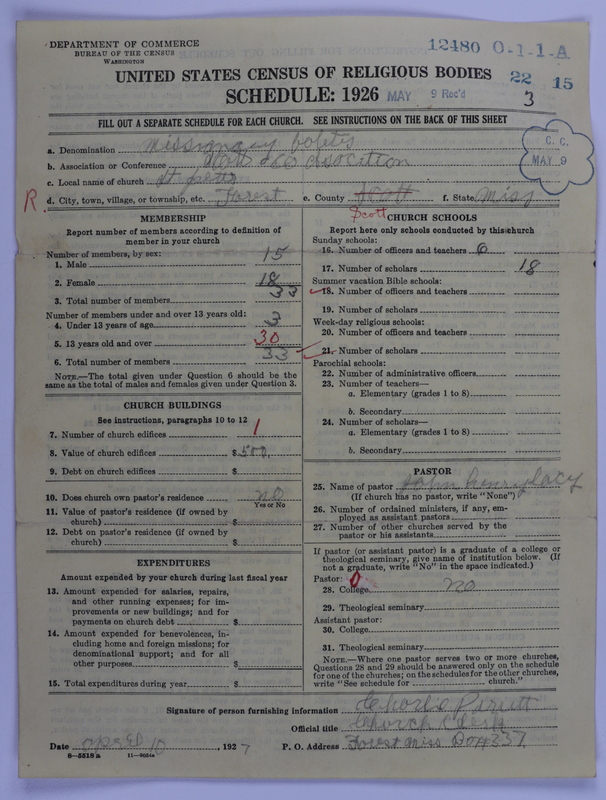 DEPARTMENT OF COMMERCE
BUREAU OF THE CENSUS
WASHINGTON
12480 0-1-1-A
UNITED STATES CENSUS OF RELIGIOUS BODIES
22 15
SCHEDULE: 1926 MAY 9 Rec'd
3
FILL OUT A SEPARATE SCHEDULE FOR EACH CHURCH. SEE INSTRUCTIONS ON THE BACK OF THIS SHEET
C. C.
MAY 9
a. Denomination
b. Association or Conference
c. Local name of church
R d. City, town, village, or township, etc. Forest e. County Scott f. State Miss
Scott
MEMBERSHIP
Report number of members according to definition of
member in your church
Number of members, by sex:
1. Male 15
2. Female 18
3. Total number of members 33
Number of members under and over 13 years old:
4. Under 13 years of age 3
5. 13 years old and over 30
6. Total number of members 33
NOTE.—The total given under Question 6 should be the
same as the total of males and females given under Question 3.
CHURCH BUILDINGS
See instructions, paragraphs 10 to 12
7. Number of church edifices 1
8. Value of church edifices $500.
9. Debt on church edifices $
10. Does church own pastor's residence no
Yes or No
11. Value of pastor's residence (if owned by
church) $
12. Debt on pastor's residence (if owned by
church) $
EXPENDITURES
Amount expended by your church during last fiscal year
13. Amount expended for salaries, repairs,
and other running expenses; for im-
provements or new buildings; and for
payments on church debt $
14. Amount expended for benevolences, in-
cluding home and foreign missions; for
denominational support; and for all
other purposes $
15. Total expenditures during year $
CHURCH SCHOOLS
Report here only schools conducted by this church
Sunday schools:
16. Number of officers and teachers 6
17. Number of scholars 18
Summer vacation Bible schools:
18. Number of officers and teachers
19. Number of scholars
Week-day religious schools:
20. Number of officers and teachers
21. Number of scholars
Parochial schools:
22. Number of administrative officers
23. Number of teachers—
a. Elementary (grades 1 to 8)
b. Secondary
24. Number of scholars—
a. Elementary (grades 1 to 8)
b. Secondary
PASTOR
25. Name of pastor John Henry Lacy
(If church has no pastor, write "None")
26. Number of ordained ministers, if any, em-
ployed as assistant pastors
27. Number of other churches served by the
pastor or his assistants
If pastor (or assistant pastor) is a graduate of a college or
theological seminary, give name of institution below. (If
not a graduate, write "No" in the space indicated.)
Pastor: 0
28. College no
29. Theological seminary
Assistant pastor:
30. College
31. Theological seminary
NOTE.—Where one pastor serves two or more churches,
Questions 28 and 29 should be answered only on the schedule
for one of the churches; on the schedules for the other churches,
write "See schedule for church."
Signature of person furnishing information
Official title Church Clerk
Date 10, 1927 P. O. Address Forest Miss Box 337
8—5518a 11—9054a